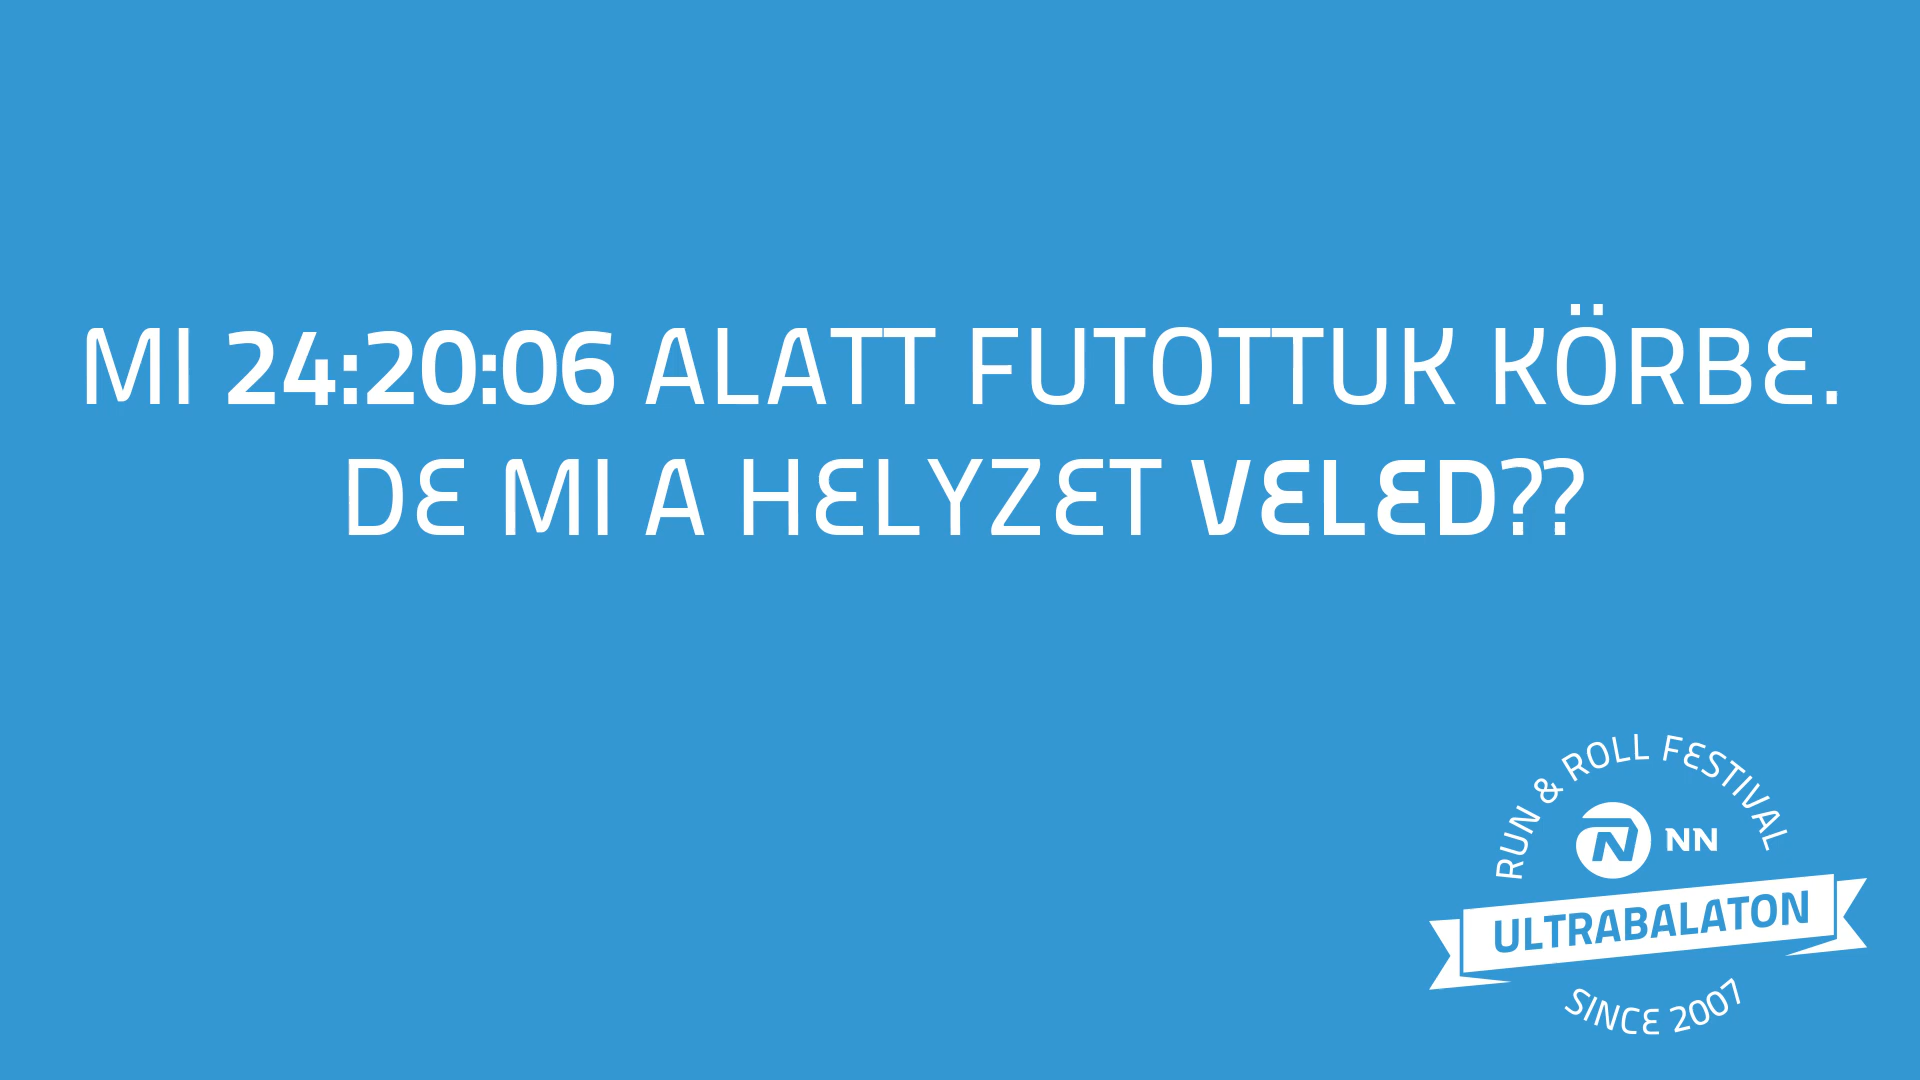 MI 24:20:06 ALATT FUTOTTUK KÖRBE.
DE MI A HELYZET VELED??
RUN & ROLL FESTIVAL
NN
ULTRABALATON
SINCE 2007